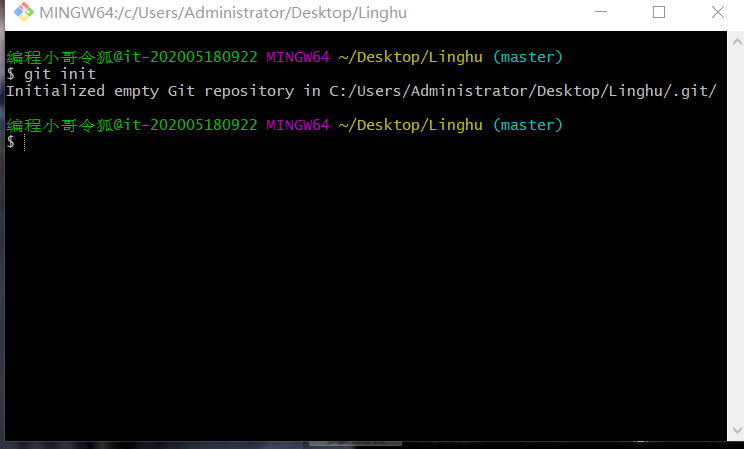 MINGW64:/c/Users/Administrator/Desktop/Linghu
编程小哥令狐@it-202005180922 MINGW64 ~/Desktop/Linghu (master)
$ git init
Initialized empty Git repository in C:/Users/Administrator/Desktop/Linghu/.git/
编程小哥令狐@it-202005180922 MINGW64 ~/Desktop/Linghu (master)
$